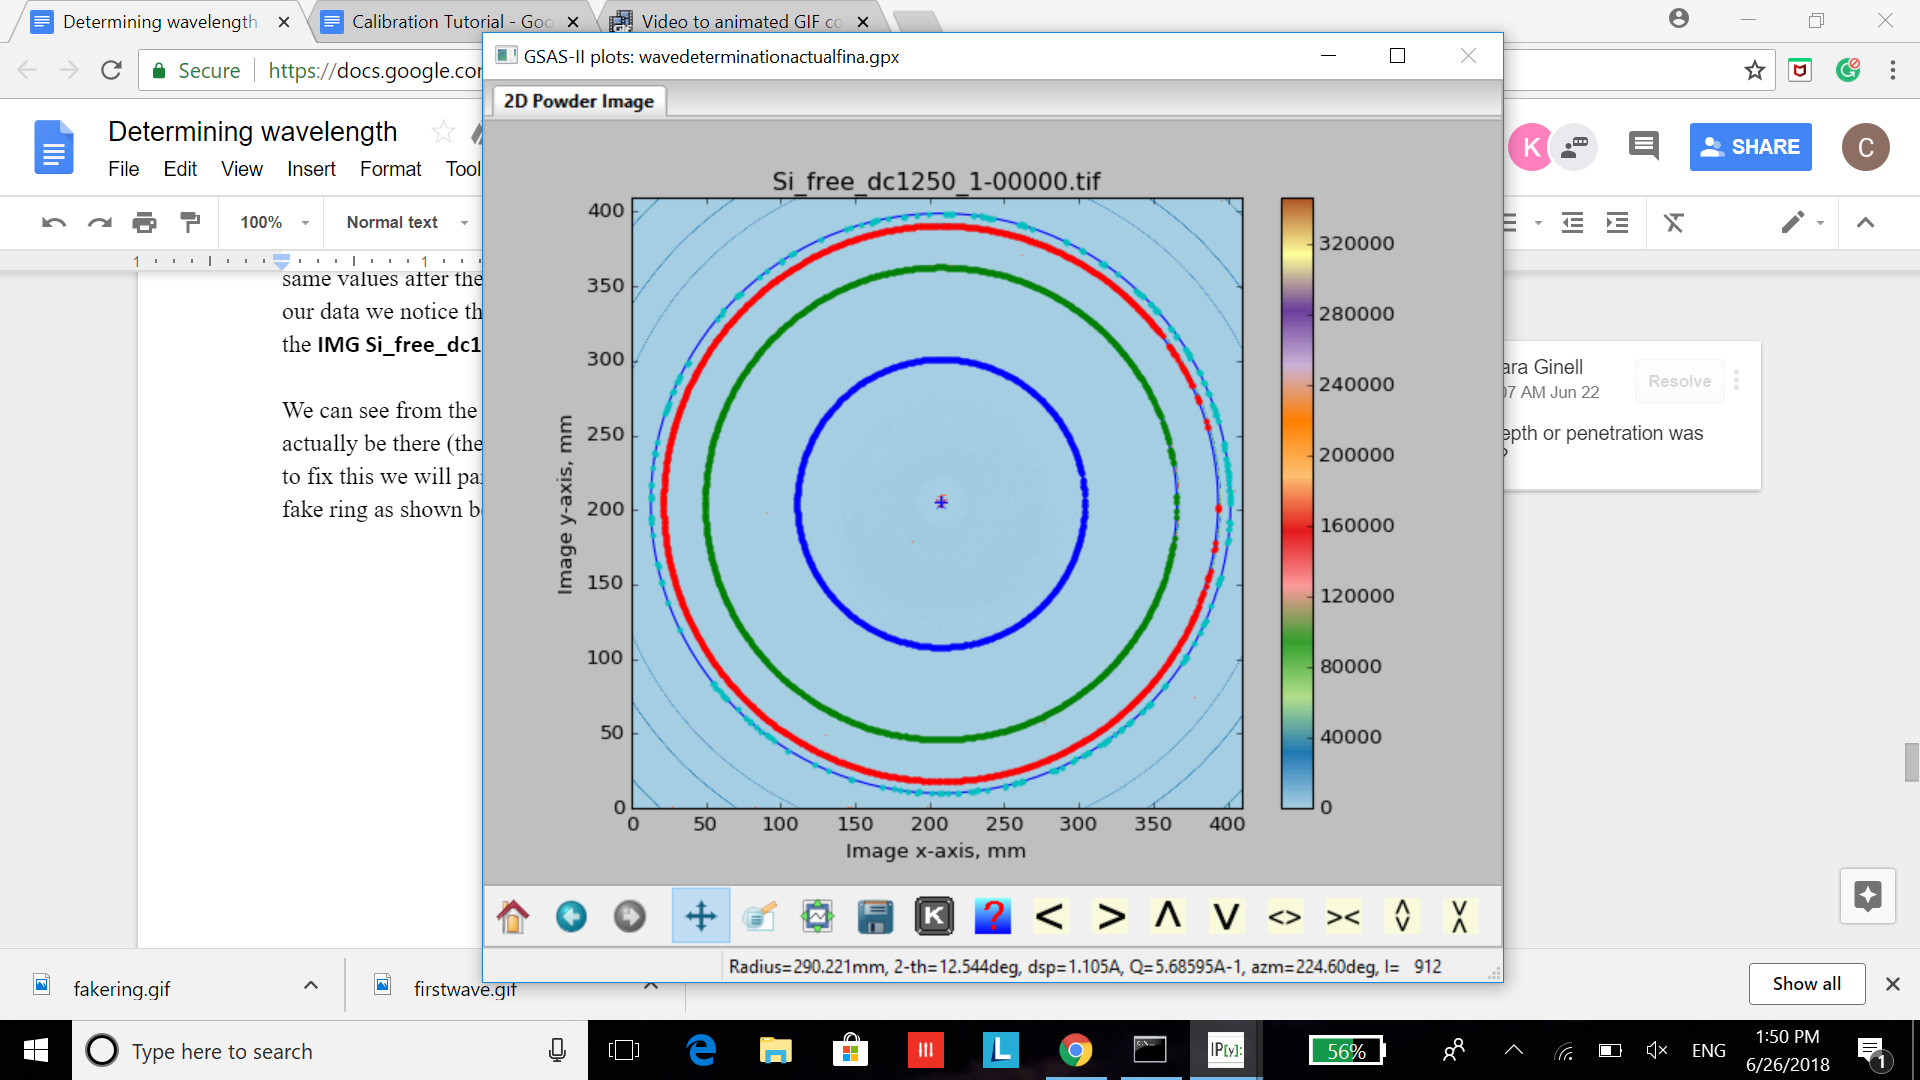 Determining wavelength
Calibration Tutorial - Goo
Video to animated GIF co
Secure
https://docs.google.com
GSAS-II plots: wavedeterminationactualfina.gpx
2D Powder Image
Determining wavelength
File Edit View Insert Format Tool
K
SHARE
C
100%
Normal text
1
1
same values after the
our data we notice th
the IMG Si_free_dc1
We can see from the
actually be there (the
to fix this we will pa
fake ring as shown b
Si_free_dc1250_1-00000.tif
400
350
300
250
200
150
100
50
0
Image y-axis, mm
0 50 100 150 200 250 300 350 400
Image x-axis, mm
320000
280000
240000
200000
160000
120000
80000
40000
0
ara Ginell
07 AM Jun 22
Resolve
epth or penetration was
?
K
?
Radius=290.221mm, 2-th=12.544deg, dsp=1.105A, Q=5.68595A-1, azm=224.60deg, I= 912
fakering.gif
firstwave.gif
Show all
Type here to search
L
IP[y]:
56%
ENG
1:50 PM
6/26/2018
1